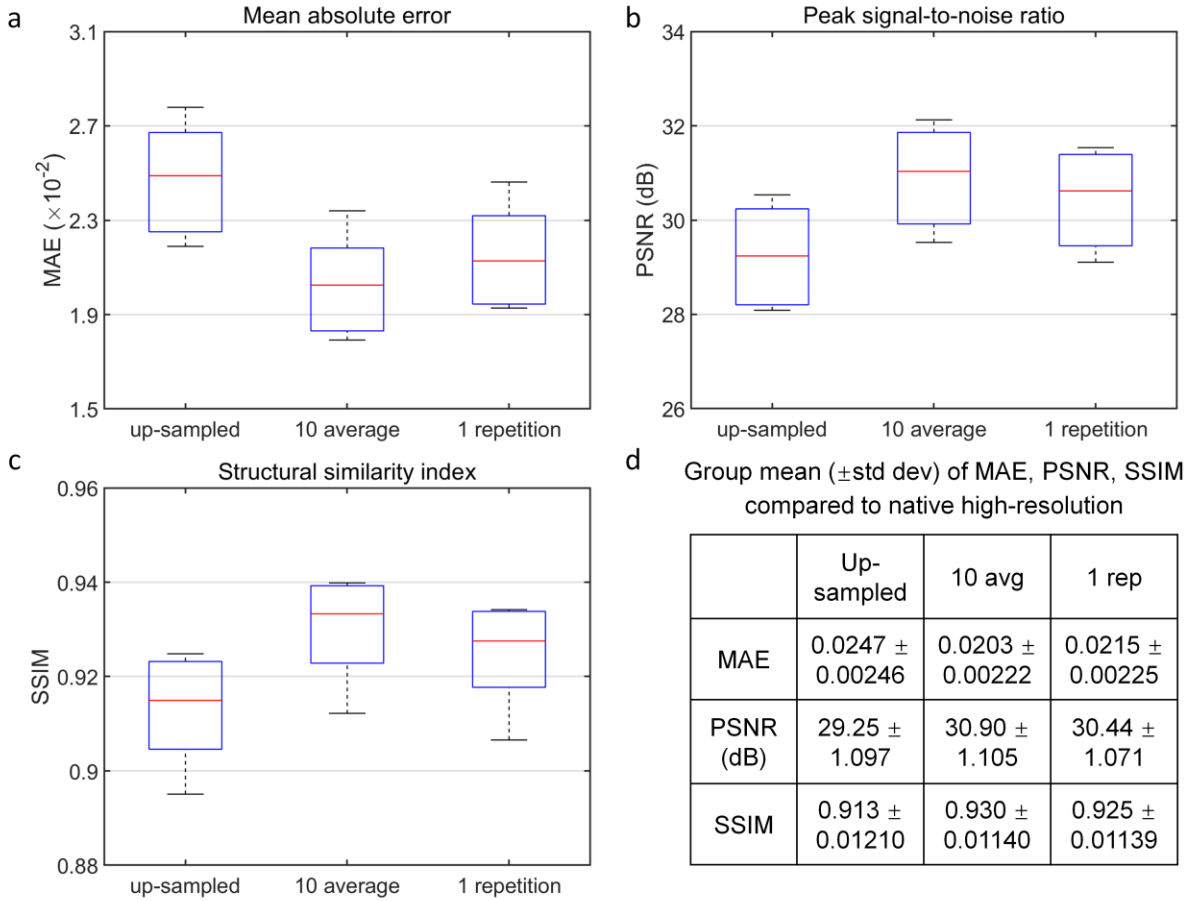 a
Mean absolute error
3.1
2.7
2.3
1.9
1.5
MAE (×10⁻²)
up-sampled 10 average 1 repetition
b
Peak signal-to-noise ratio
34
32
30
28
26
PSNR (dB)
up-sampled 10 average 1 repetition
c
Structural similarity index
0.96
0.94
0.92
0.9
0.88
SSIM
up-sampled 10 average 1 repetition
d
Group mean (±std dev) of MAE, PSNR, SSIM
compared to native high-resolution
Up-
sampled
10 avg
1 rep
MAE
0.0247 ±
0.00246
0.0203 ±
0.00222
0.0215 ±
0.00225
PSNR
(dB)
29.25 ±
1.097
30.90 ±
1.105
30.44 ±
1.071
SSIM
0.913 ±
0.01210
0.930 ±
0.01140
0.925 ±
0.01139